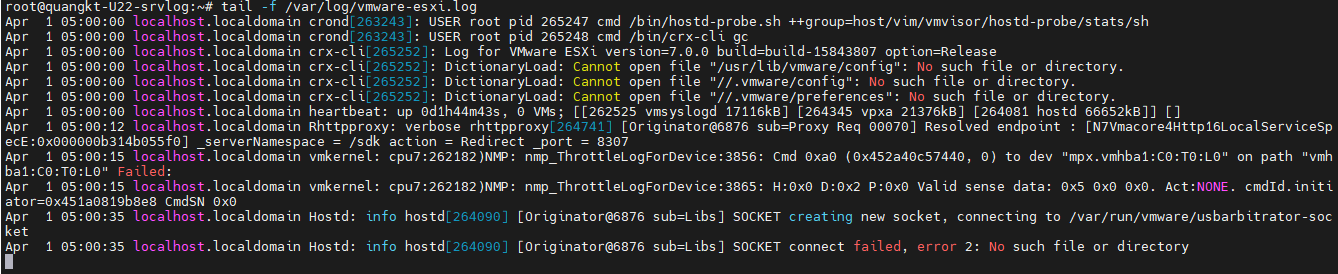 root@quangkt-U22-srvlog:~# tail -f /var/log/vmware-esxi.log
Apr  1 05:00:00 localhost.localdomain crond[263243]: USER root pid 265247 cmd /bin/hostd-probe.sh ++group=host/vim/vmvisor/hostd-probe/stats/sh
Apr  1 05:00:00 localhost.localdomain crond[263243]: USER root pid 265248 cmd /bin/crx-cli gc
Apr  1 05:00:00 localhost.localdomain crx-cli[265252]: Log for VMware ESXi version=7.0.0 build=build-15843807 option=Release
Apr  1 05:00:00 localhost.localdomain crx-cli[265252]: DictionaryLoad: Cannot open file "/usr/lib/vmware/config": No such file or directory.
Apr  1 05:00:00 localhost.localdomain crx-cli[265252]: DictionaryLoad: Cannot open file "//.vmware/config": No such file or directory.
Apr  1 05:00:00 localhost.localdomain crx-cli[265252]: DictionaryLoad: Cannot open file "//.vmware/preferences": No such file or directory.
Apr  1 05:00:00 localhost.localdomain heartbeat: up 0d1h44m43s, 0 VMs; [[262525 vmsyslogd 17116kB] [264345 vpxa 21376kB] [264081 hostd 66652kB]] []
Apr  1 05:00:12 localhost.localdomain Rhttpproxy: verbose rhttpproxy[264741] [Originator@6876 sub=Proxy Req 00070] Resolved endpoint : [N7Vmacore4Http16LocalServiceSp
ecE:0x000000b314b055f0] _serverNamespace = /sdk action = Redirect _port = 8307
Apr  1 05:00:15 localhost.localdomain vmkernel: cpu7:262182)NMP: nmp_ThrottleLogForDevice:3856: Cmd 0xa0 (0x452a40c57440, 0) to dev "mpx.vmhba1:C0:T0:L0" on path "vmh
ba1:C0:T0:L0" Failed:
Apr  1 05:00:15 localhost.localdomain vmkernel: cpu7:262182)NMP: nmp_ThrottleLogForDevice:3865: H:0x0 D:0x2 P:0x0 Valid sense data: 0x5 0x0 0x0. Act:NONE. cmdId.initi
ator=0x451a0819b8e8 CmdSN 0x0
Apr  1 05:00:35 localhost.localdomain Hostd: info hostd[264090] [Originator@6876 sub=Libs] SOCKET creating new socket, connecting to /var/run/vmware/usbarbitrator-soc
ket
Apr  1 05:00:35 localhost.localdomain Hostd: info hostd[264090] [Originator@6876 sub=Libs] SOCKET connect failed, error 2: No such file or directory